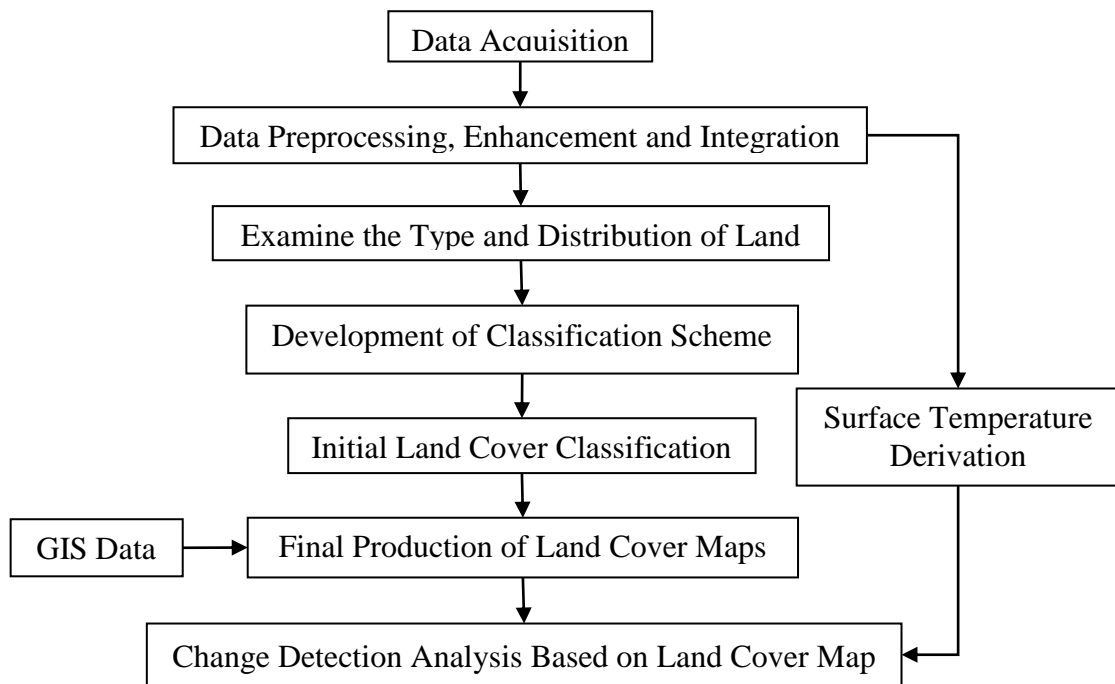 Data Acquisition
Data Preprocessing, Enhancement and Integration
Examine the Type and Distribution of Land
Development of Classification Scheme
Initial Land Cover Classification
Surface Temperature
Derivation
GIS Data
Final Production of Land Cover Maps
Change Detection Analysis Based on Land Cover Map